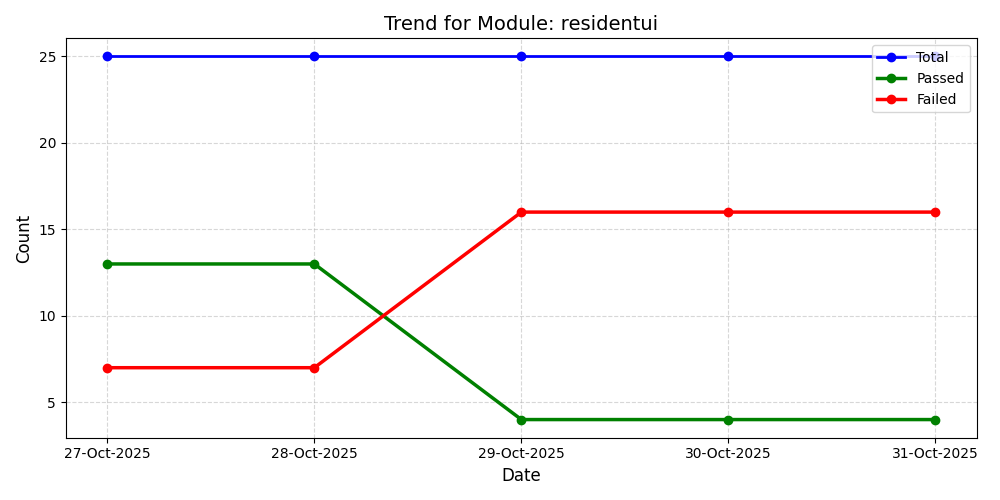 Trend for Module: residentui
Total
Passed
Failed
25
20
15
10
5
Count
27-Oct-2025
28-Oct-2025
29-Oct-2025
30-Oct-2025
31-Oct-2025
Date